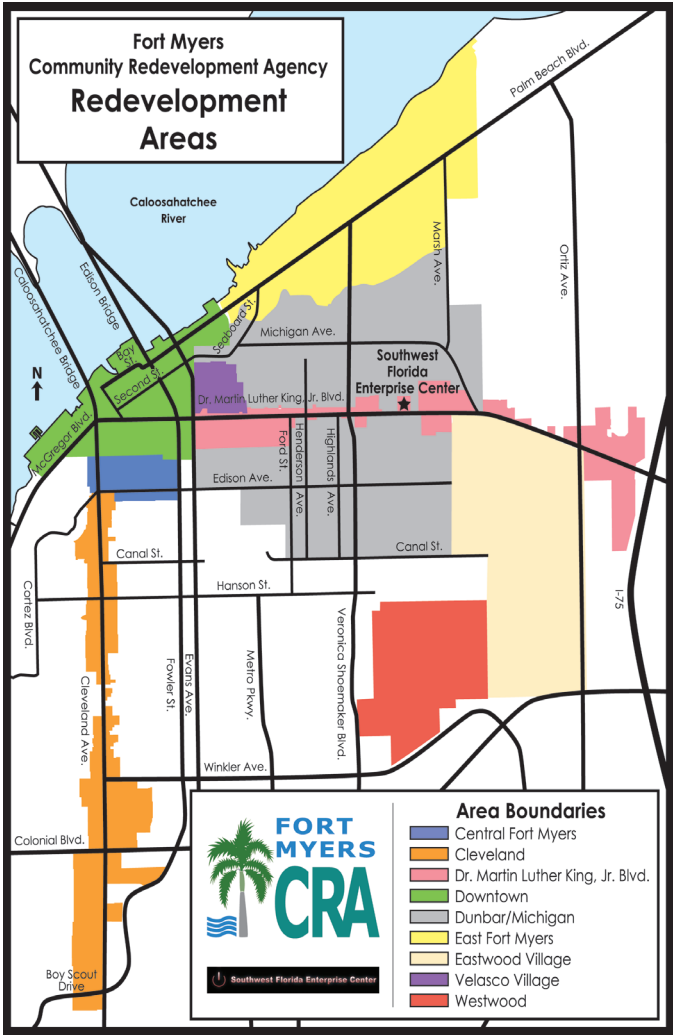 Fort Myers
Community Redevelopment Agency
Redevelopment
Areas
Palm Beach Blvd.
Caloosahatchee
River
Marsh Ave.
Ortiz Ave.
Edison Bridge
Caloosahatchee Bridge
Seaboard St.
Michigan Ave.
Bay
St.
Second St.
Southwest
Florida
Enterprise Center
N
Dr. Martin Luther King, Jr. Blvd.
McGregor Blvd.
Ford St.
Henderson Ave.
Highlands Ave.
Edison Ave.
Canal St.
Canal St.
Hanson St.
Cortez Blvd.
I-75
Cleveland Ave.
Fowler St.
Evans Ave.
Metro Pkwy.
Veronica Shoemaker Blvd.
Winkler Ave.
Colonial Blvd.
Boy Scout
Drive
FORT
MYERS
CRA
Southwest Florida Enterprise Center
Area Boundaries
Central Fort Myers
Cleveland
Dr. Martin Luther King, Jr. Blvd.
Downtown
Dunbar/Michigan
East Fort Myers
Eastwood Village
Velasco Village
Westwood